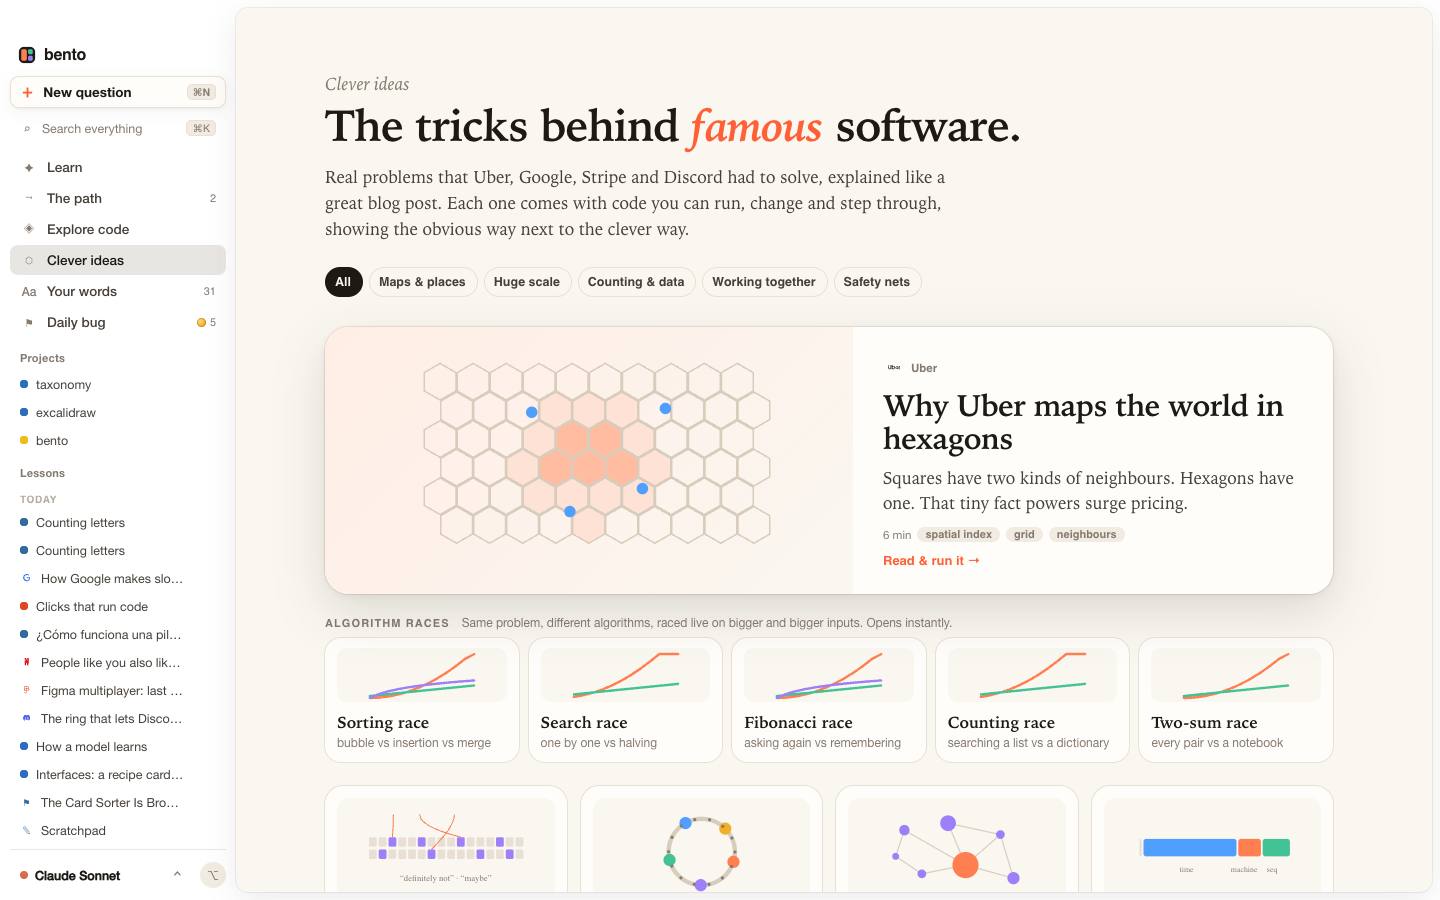 bento
New question ⌘N
Search everything ⌘K
Learn
The path 2
Explore code
Clever ideas
Aa Your words 31
Daily bug 5
Projects
taxonomy
excalidraw
bento
Lessons
TODAY
Counting letters
Counting letters
How Google makes slo…
Clicks that run code
¿Cómo funciona una pil…
People like you also lik…
Figma multiplayer: last …
The ring that lets Disco…
How a model learns
Interfaces: a recipe card…
The Card Sorter Is Bro…
Scratchpad
Claude Sonnet
Clever ideas
The tricks behind famous software.
Real problems that Uber, Google, Stripe and Discord had to solve, explained like a
great blog post. Each one comes with code you can run, change and step through,
showing the obvious way next to the clever way.
All Maps & places Huge scale Counting & data Working together Safety nets
Uber Uber
Why Uber maps the world in
hexagons
Squares have two kinds of neighbours. Hexagons have
one. That tiny fact powers surge pricing.
6 min spatial index grid neighbours
Read & run it →
ALGORITHM RACES Same problem, different algorithms, raced live on bigger and bigger inputs. Opens instantly.
Sorting race
bubble vs insertion vs merge
Search race
one by one vs halving
Fibonacci race
asking again vs remembering
Counting race
searching a list vs a dictionary
Two-sum race
every pair vs a notebook
“definitely not” · “maybe”
time machine seq